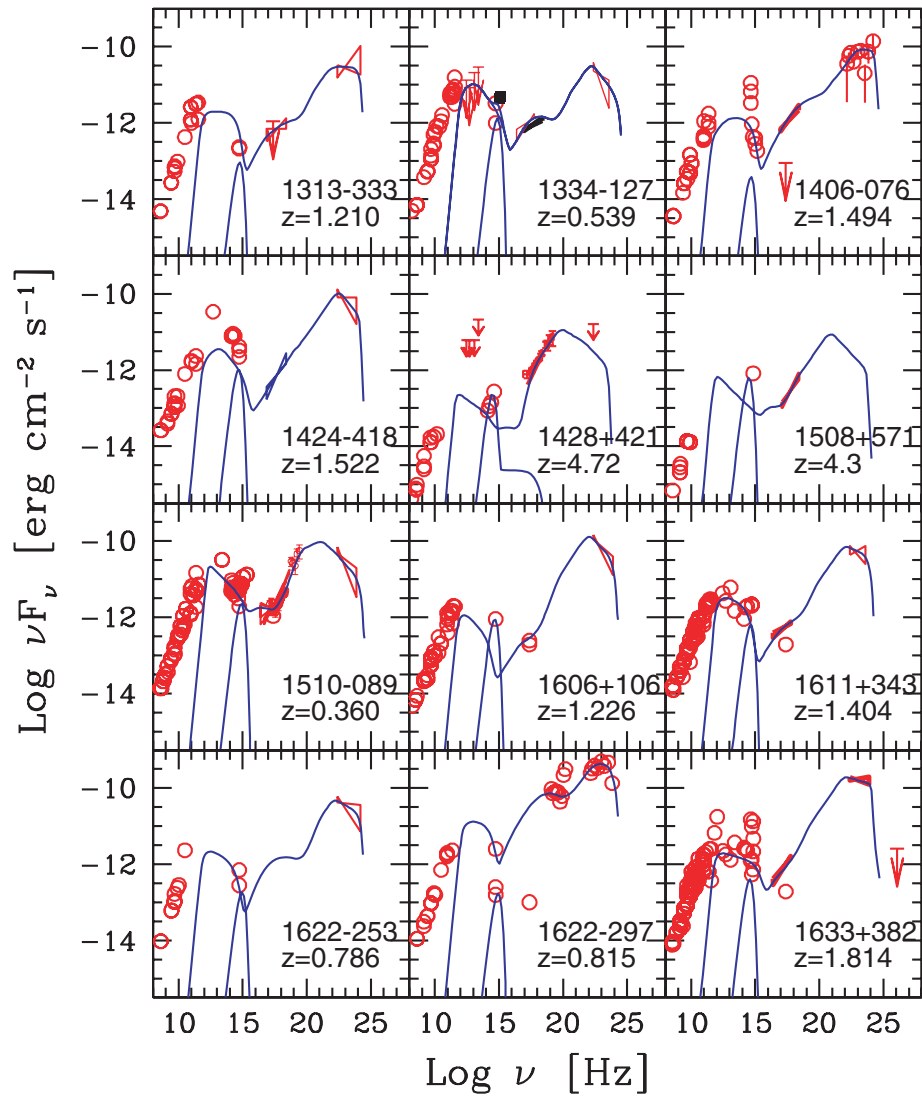 Log νFν [erg cm⁻² s⁻¹]
-10
-12
-14
1313-333
z=1.210
1334-127
z=0.539
1406-076
z=1.494
-10
-12
-14
1424-418
z=1.522
1428+421
z=4.72
1508+571
z=4.3
-10
-12
-14
1510-089
z=0.360
1606+106
z=1.226
1611+343
z=1.404
-10
-12
-14
1622-253
z=0.786
1622-297
z=0.815
1633+382
z=1.814
10 15 20 25 10 15 20 25 10 15 20 25
Log ν [Hz]